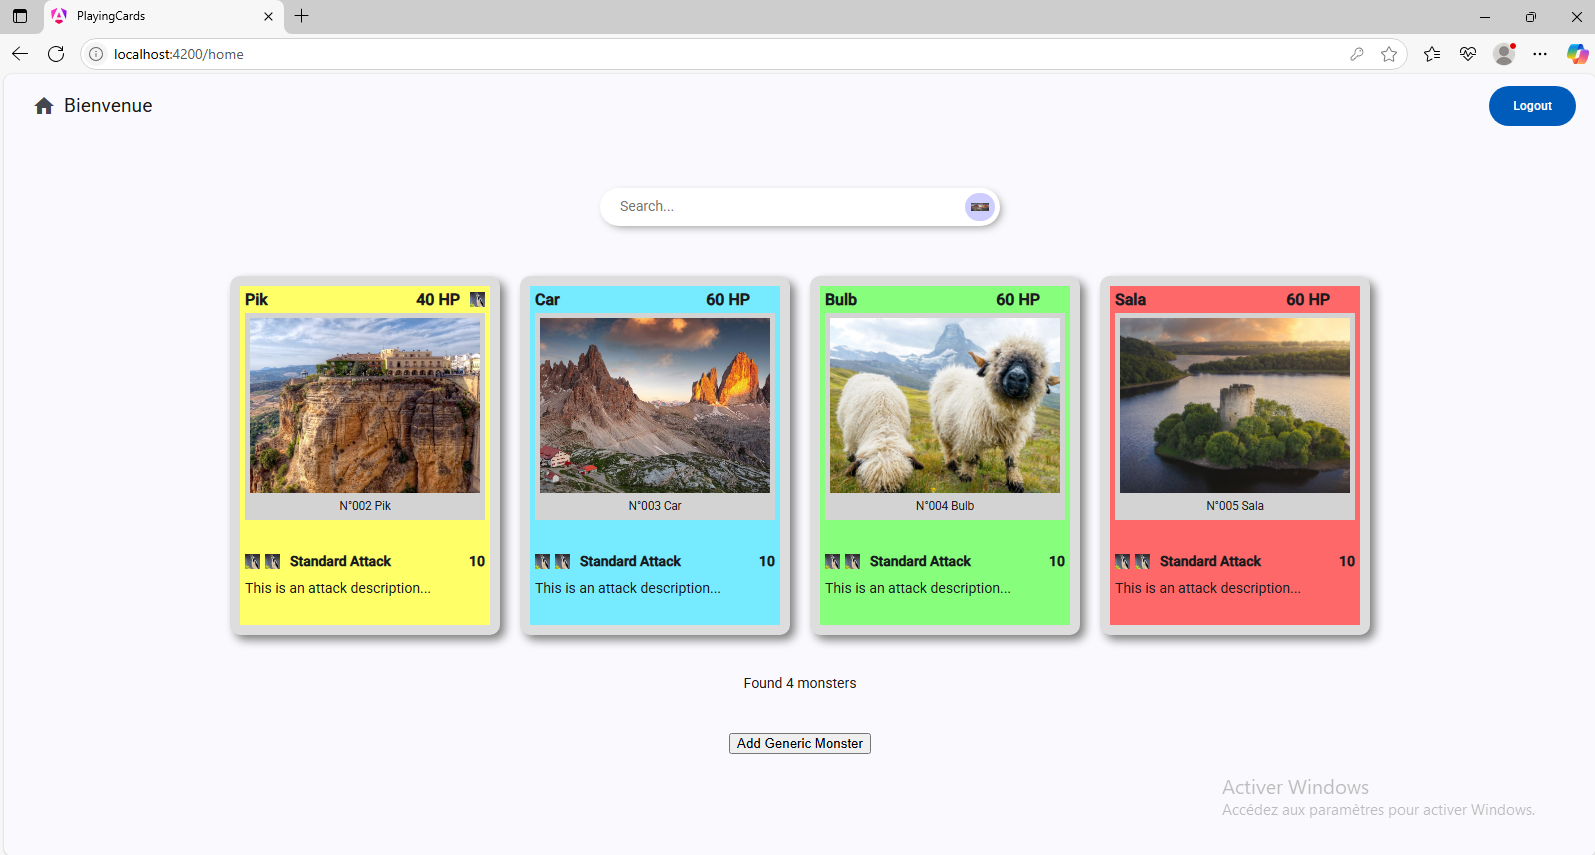 PlayingCards
localhost:4200/home
Bienvenue
Logout
Search...
Pik 40 HP
N°002 Pik
Standard Attack 10
This is an attack description...
Car 60 HP
N°003 Car
Standard Attack 10
This is an attack description...
Bulb 60 HP
N°004 Bulb
Standard Attack 10
This is an attack description...
Sala 60 HP
N°005 Sala
Standard Attack 10
This is an attack description...
Found 4 monsters
Add Generic Monster
Activer Windows
Accédez aux paramètres pour activer Windows.